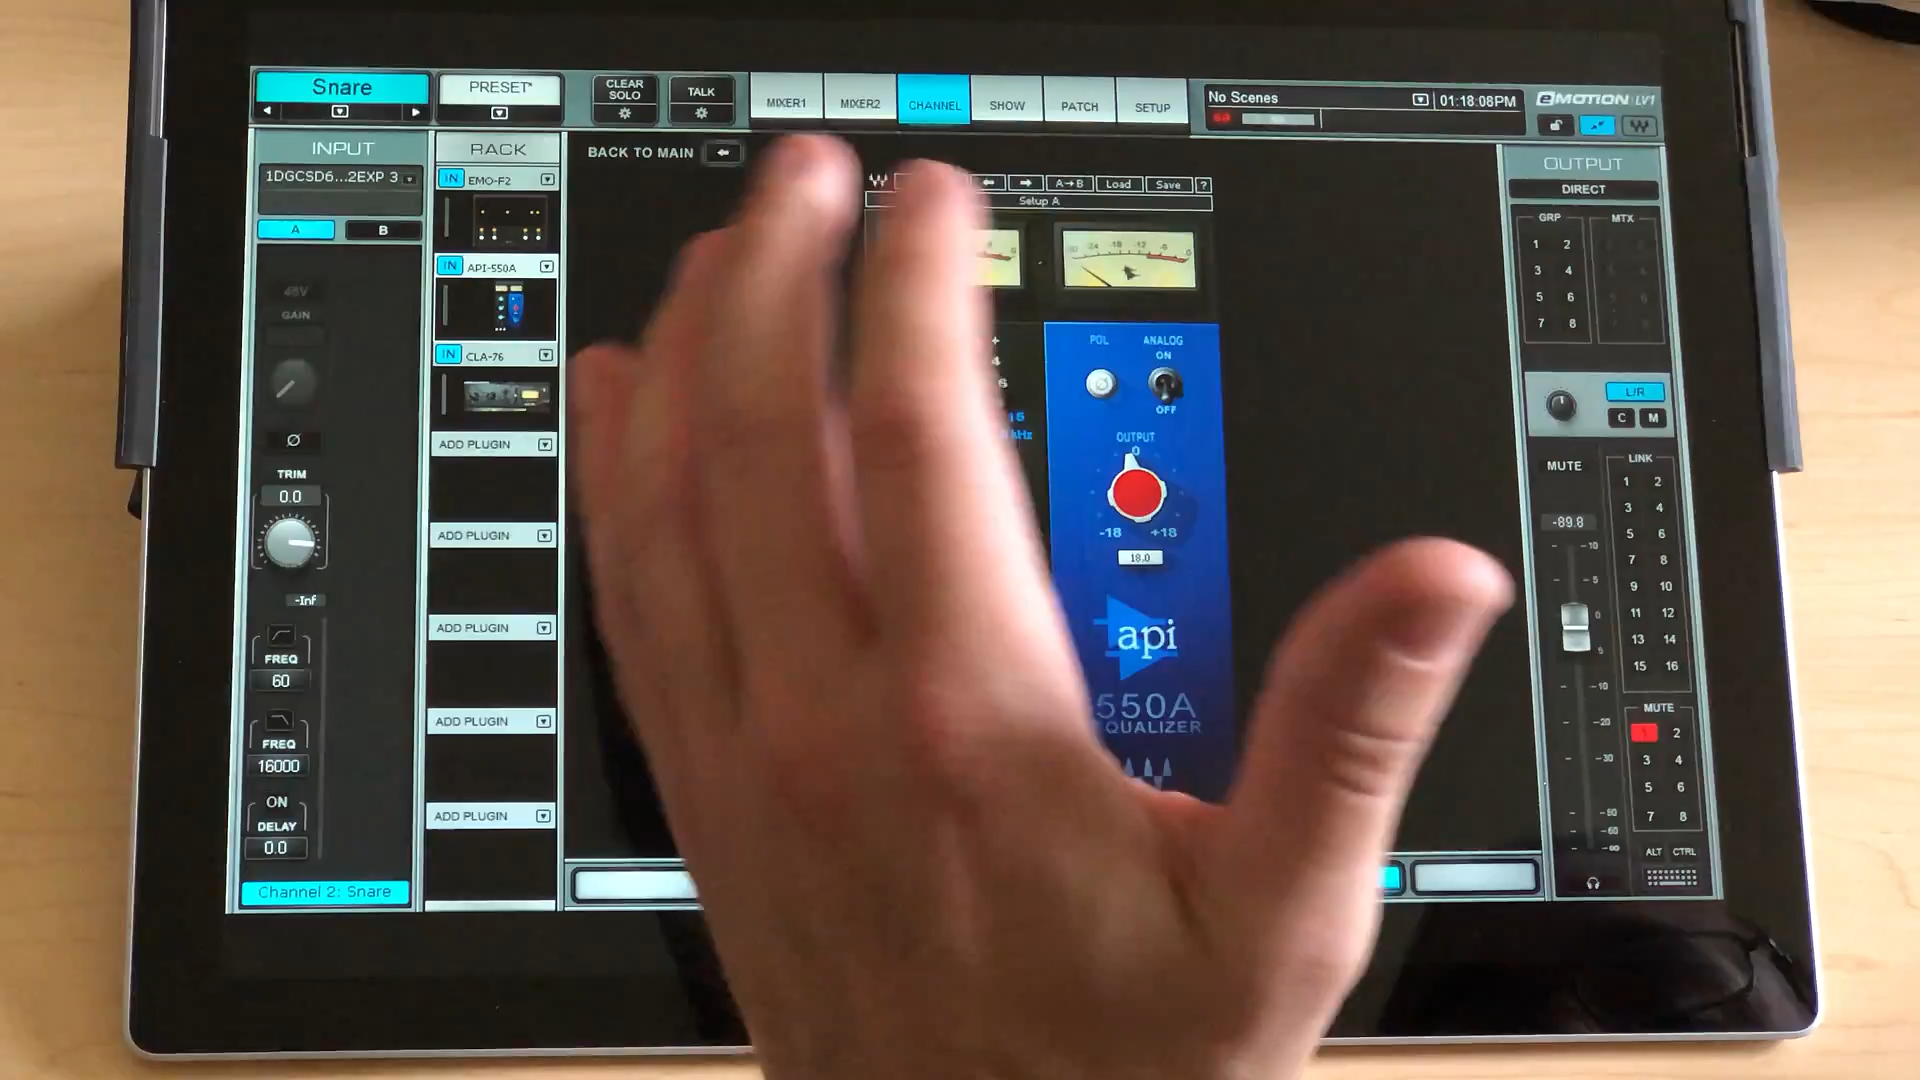 Snare
PRESET*
CLEAR SOLO
TALK
MIXER1
MIXER2
CHANNEL
SHOW
PATCH
SETUP
No Scenes
01:18:08PM
eMOTION LV1
INPUT
1DGCSD6...2EXP 3
A B
48V
GAIN
TRIM
0.0
-Inf
FREQ
60
FREQ
16000
ON
DELAY
0.0
Channel 2: Snare
RACK
IN EMO-F2
IN API-550A
IN CLA-76
ADD PLUGIN
ADD PLUGIN
ADD PLUGIN
ADD PLUGIN
ADD PLUGIN
BACK TO MAIN
A→B Load Save ?
Setup A
POL
ANALOG
ON
OFF
OUTPUT
0
-18 +18
18.0
api
550A
QUALIZER
OUTPUT
DIRECT
GRP MTX
1 2
3 4
5 6
7 8
L/R
C M
MUTE
-89.8
LINK
1 2
3 4
5 6
7 8
9 10
11 12
13 14
15 16
MUTE
1 2
3 4
5 6
7 8
ALT CTRL